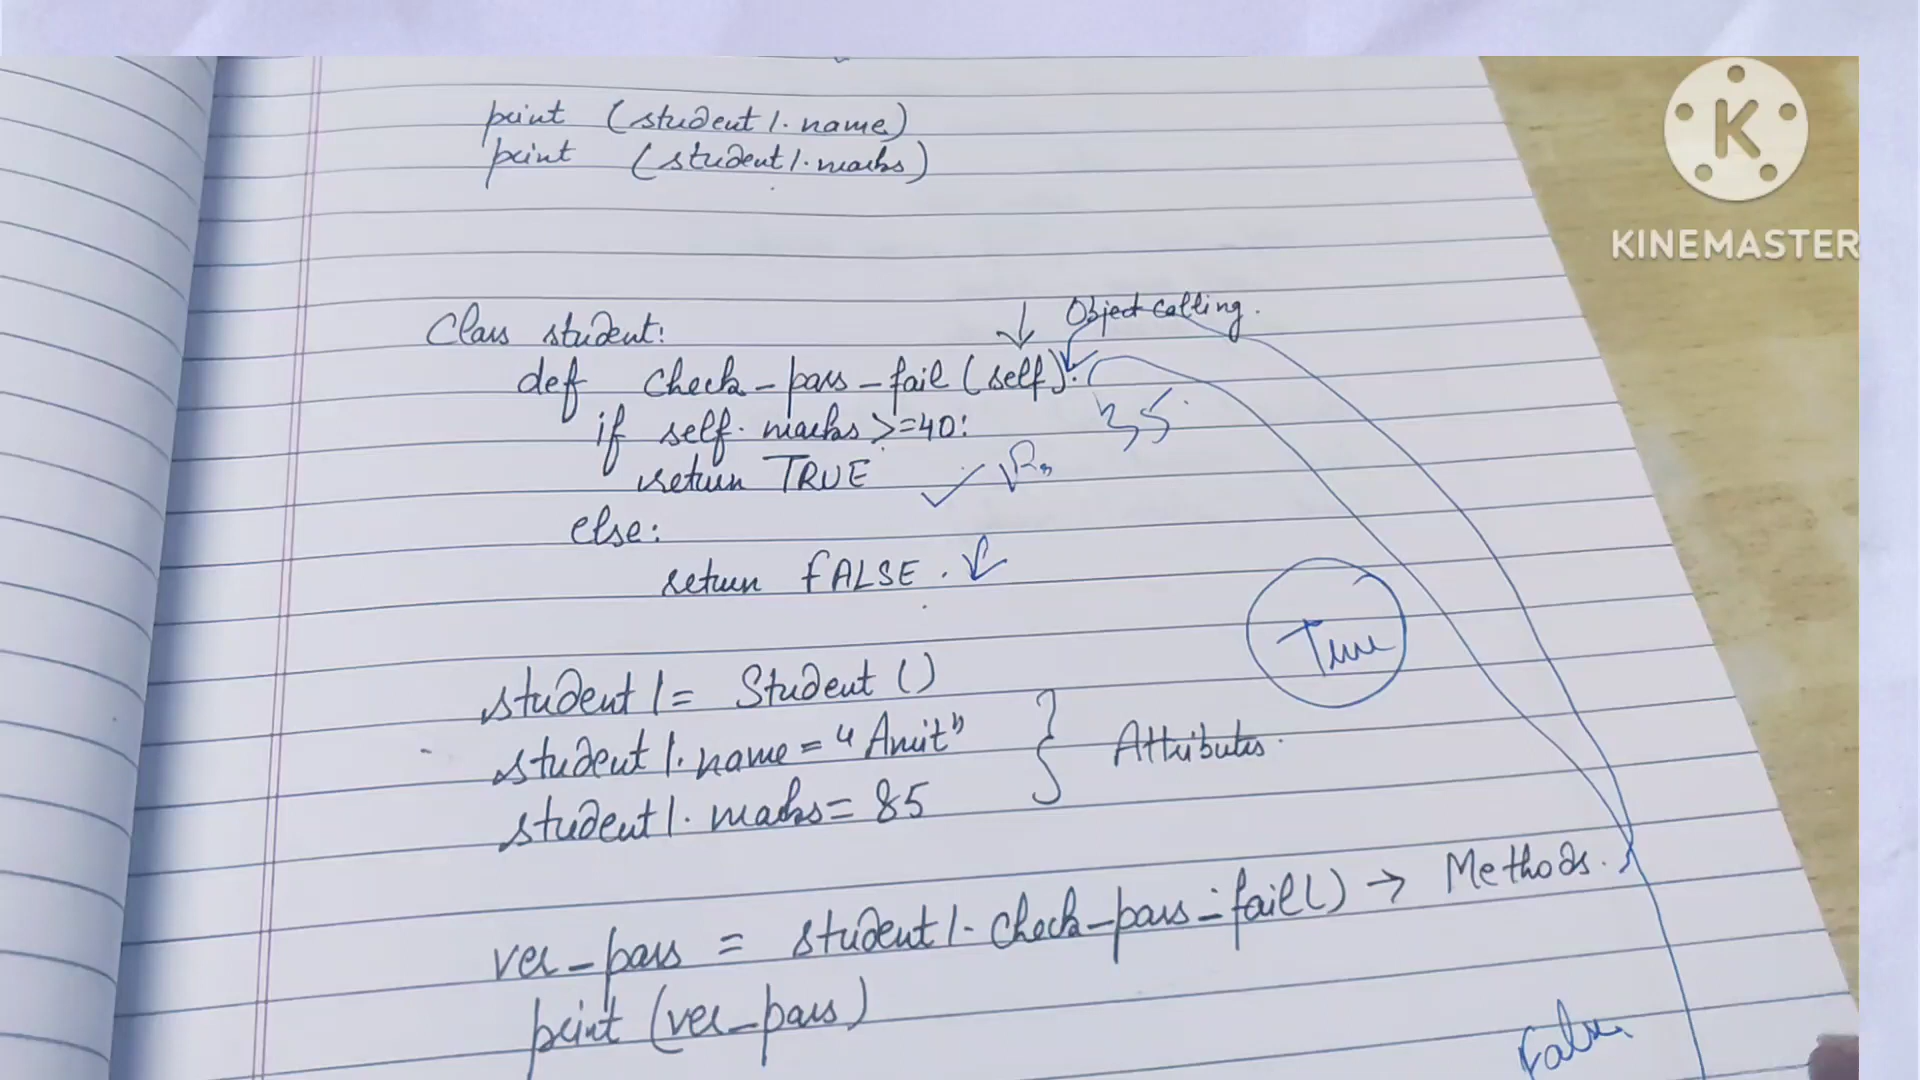 print (student1.name)
print (student1.marks)
KINEMASTER
Class student:
Object calling.
def check-pass-fail (self):
if self.marks >=40:
35
return TRUE
else:
return fALSE.
True
student1= Student ()
student1.name= "Amit"
Attributes.
student1.marks= 85
ver-pass = student1.check-pass-fail() → Methods.
print (ver-pass)
False